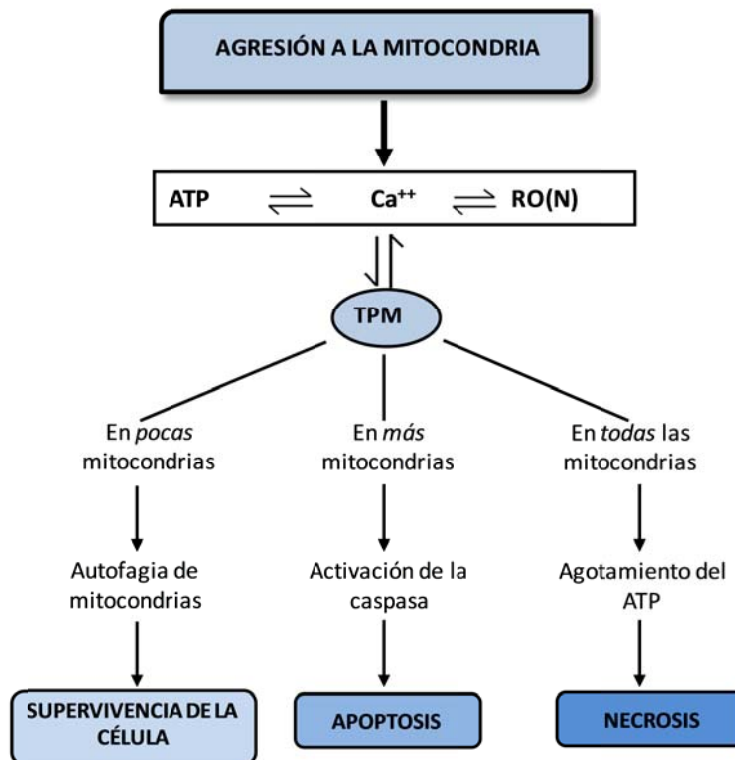 AGRESIÓN A LA MITOCONDRIA
ATP ⇌ Ca⁺⁺ ⇌ RO(N)
TPM
En pocas
mitocondrias
En más
mitocondrias
En todas las
mitocondrias
Autofagia de
mitocondrias
Activación de la
caspasa
Agotamiento del
ATP
SUPERVIVENCIA DE LA
CÉLULA
APOPTOSIS
NECROSIS